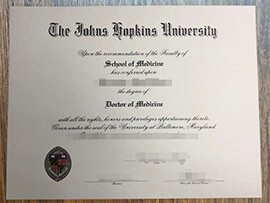 The Johns Hopkins University
Upon the recommendation of the Faculty of
School of Medicine
has conferred upon
the degree of
Doctor of Medicine
with all the rights, honors and privileges appertaining thereto.
Given under the seal of the University at Baltimore, Maryland